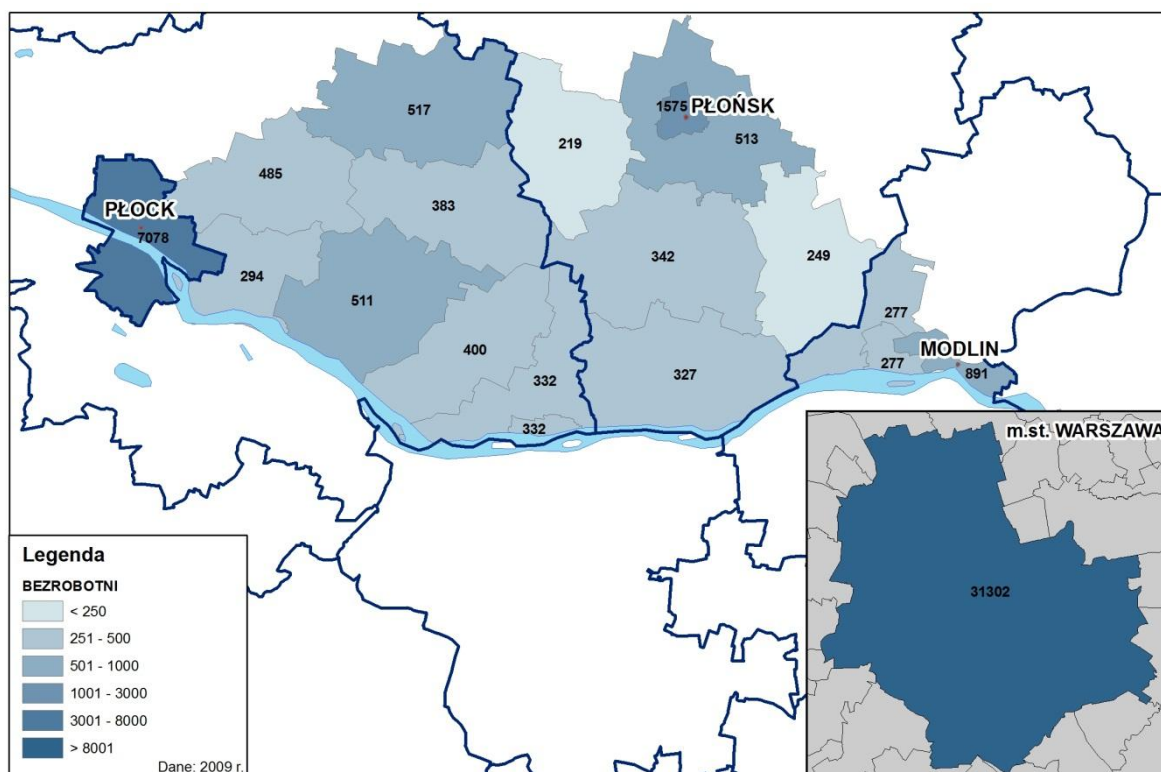 517
1575 PŁOŃSK
219
513
485
383
PŁOCK
7078
342
249
294
511
277
400
MODLIN
332
327
277
891
332
m.st. WARSZAWA
31302
Legenda
BEZROBOTNI
< 250
251 - 500
501 - 1000
1001 - 3000
3001 - 8000
> 8001
Dane: 2009 r.